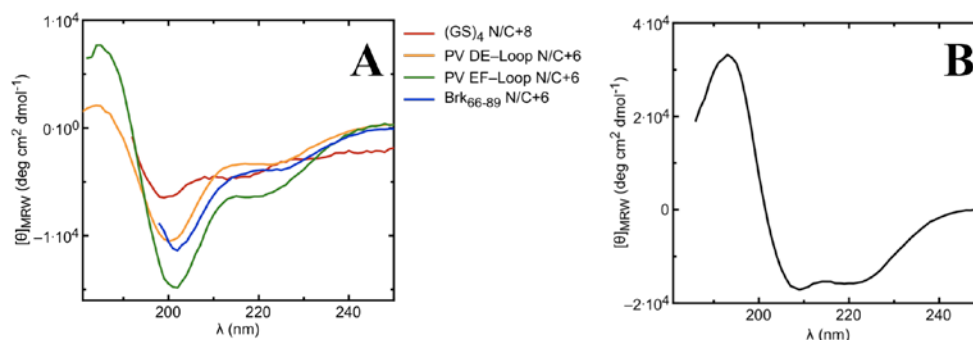 A
1·10⁴
0·10⁰
−1·10⁴
[θ]MRW (deg cm² dmol⁻¹)
200
220
240
λ (nm)
(GS)₄ N/C+8
PV DE–Loop N/C+6
PV EF–Loop N/C+6
Brk₆₆₋₈₉ N/C+6
B
4·10⁴
2·10⁴
0
−2·10⁴
[θ]MRW (deg cm² dmol⁻¹)
200
220
240
λ (nm)